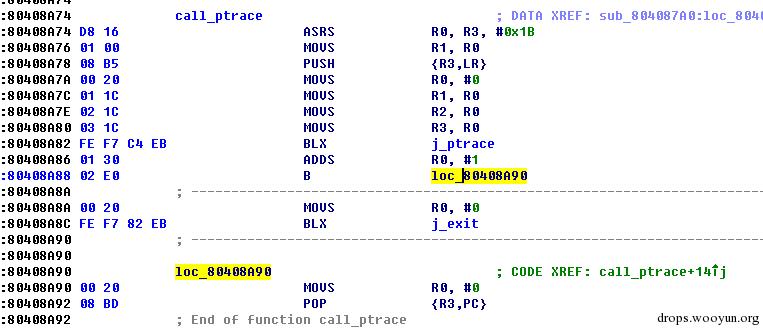 :80408A74
:80408A74 call_ptrace ; DATA XREF: sub_804087A0:loc_8040
:80408A74 D8 16 ASRS R0, R3, #0x1B
:80408A76 01 00 MOVS R1, R0
:80408A78 08 B5 PUSH {R3,LR}
:80408A7A 00 20 MOVS R0, #0
:80408A7C 01 1C MOVS R1, R0
:80408A7E 02 1C MOVS R2, R0
:80408A80 03 1C MOVS R3, R0
:80408A82 FE F7 C4 EB BLX j_ptrace
:80408A86 01 30 ADDS R0, #1
:80408A88 02 E0 B loc_80408A90
:80408A8A ; ---------------------------------------------------------------------------
:80408A8A 00 20 MOVS R0, #0
:80408A8C FE F7 82 EB BLX j_exit
:80408A90 ; ---------------------------------------------------------------------------
:80408A90
:80408A90 loc_80408A90 ; CODE XREF: call_ptrace+14↑j
:80408A90 00 20 MOVS R0, #0
:80408A92 08 BD POP {R3,PC}
:80408A92 ; End of function call_ptrace
drops.wooyun.org